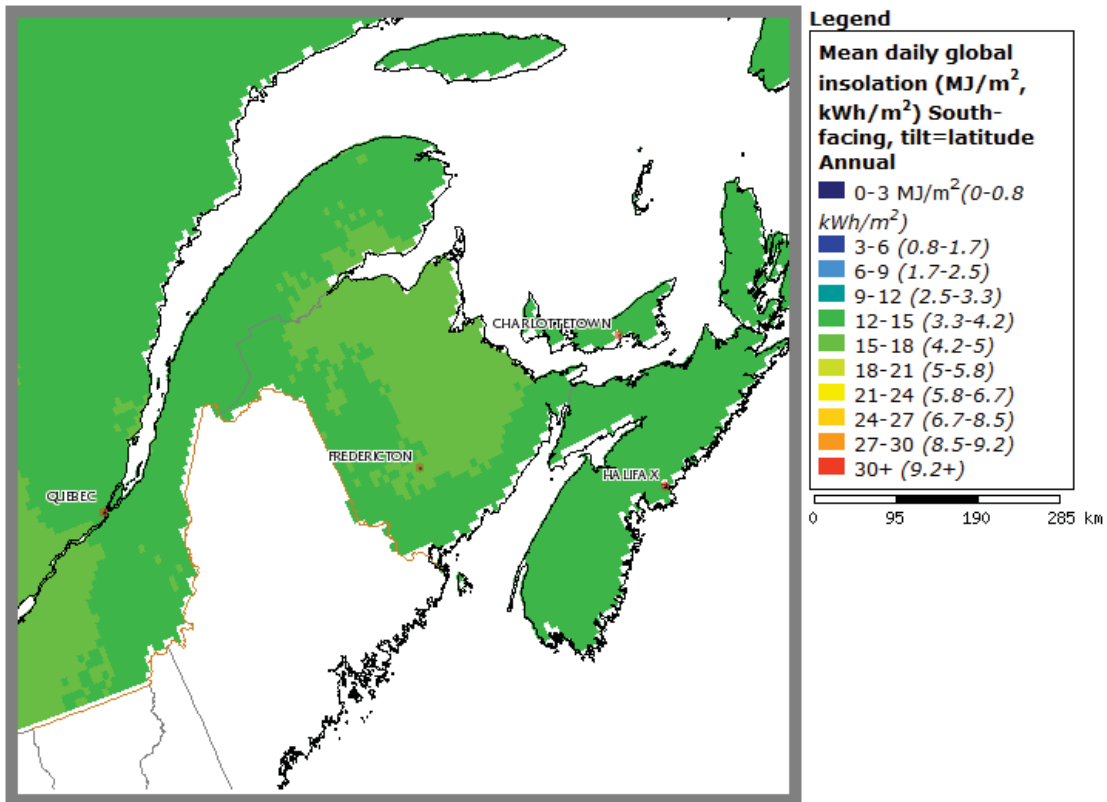 Legend
Mean daily global
insolation (MJ/m²,
kWh/m²) South-
facing, tilt=latitude
Annual
0-3 MJ/m² (0-0.8
kWh/m²)
3-6 (0.8-1.7)
6-9 (1.7-2.5)
9-12 (2.5-3.3)
12-15 (3.3-4.2)
15-18 (4.2-5)
18-21 (5-5.8)
21-24 (5.8-6.7)
24-27 (6.7-8.5)
27-30 (8.5-9.2)
30+ (9.2+)
0 95 190 285 km
CHARLOTTETOWN
FREDERICTON
HALIFAX
QUEBEC